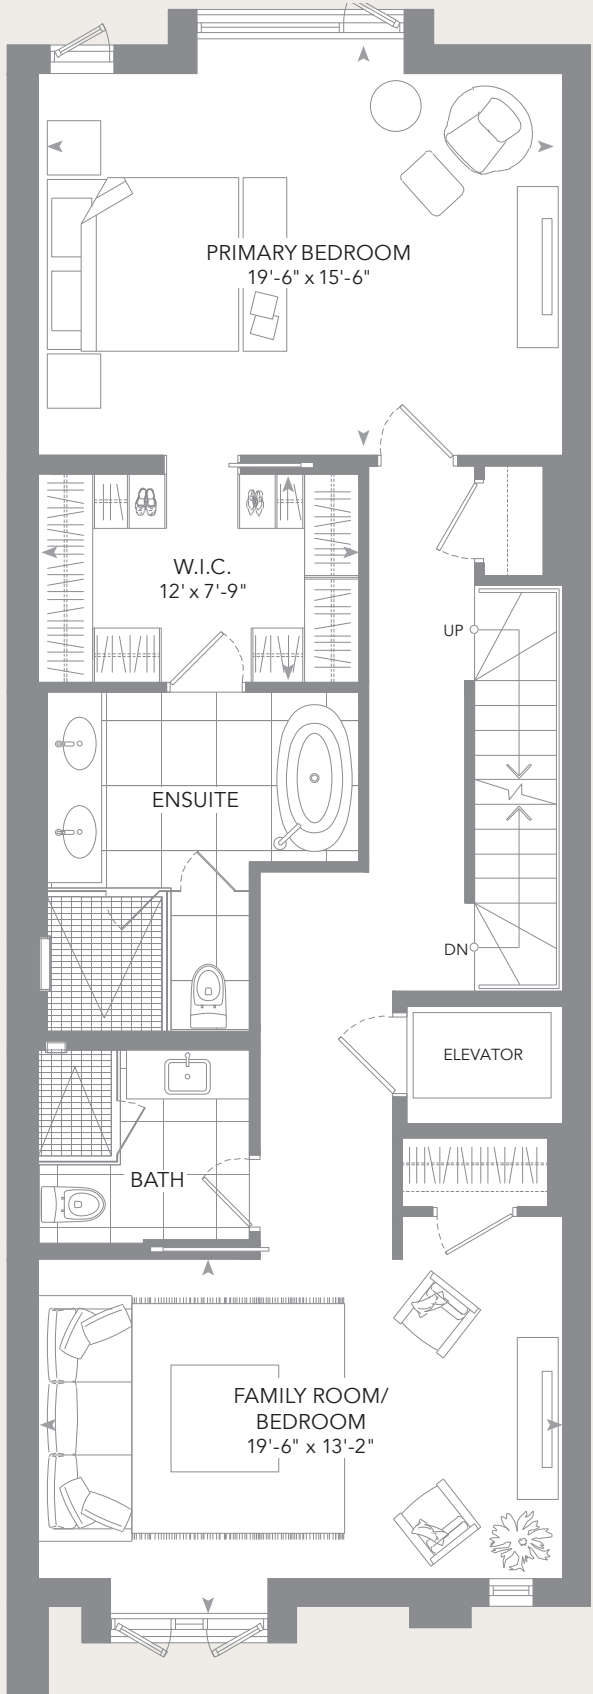 PRIMARY BEDROOM
19'-6" x 15'-6"
W.I.C.
12' x 7'-9"
UP
ENSUITE
DN
ELEVATOR
BATH
FAMILY ROOM/
BEDROOM
19'-6" x 13'-2"